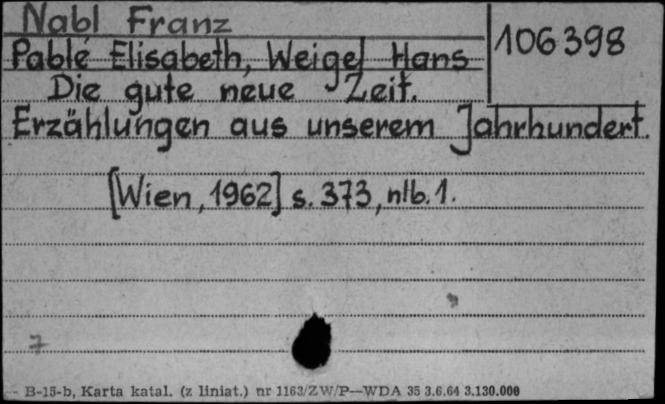 Nabl Franz
106398
Pablé Elisabeth, Weigel Hans
Die gute neue Zeit.
Erzählungen aus unserem Jahrhundert.
[Wien, 1962] s. 373, nlb. 1.
7
B-15-b, Karta katal. (z liniat.) nr 1163/ZW/P—WDA 35 3.6.64 3.130.000